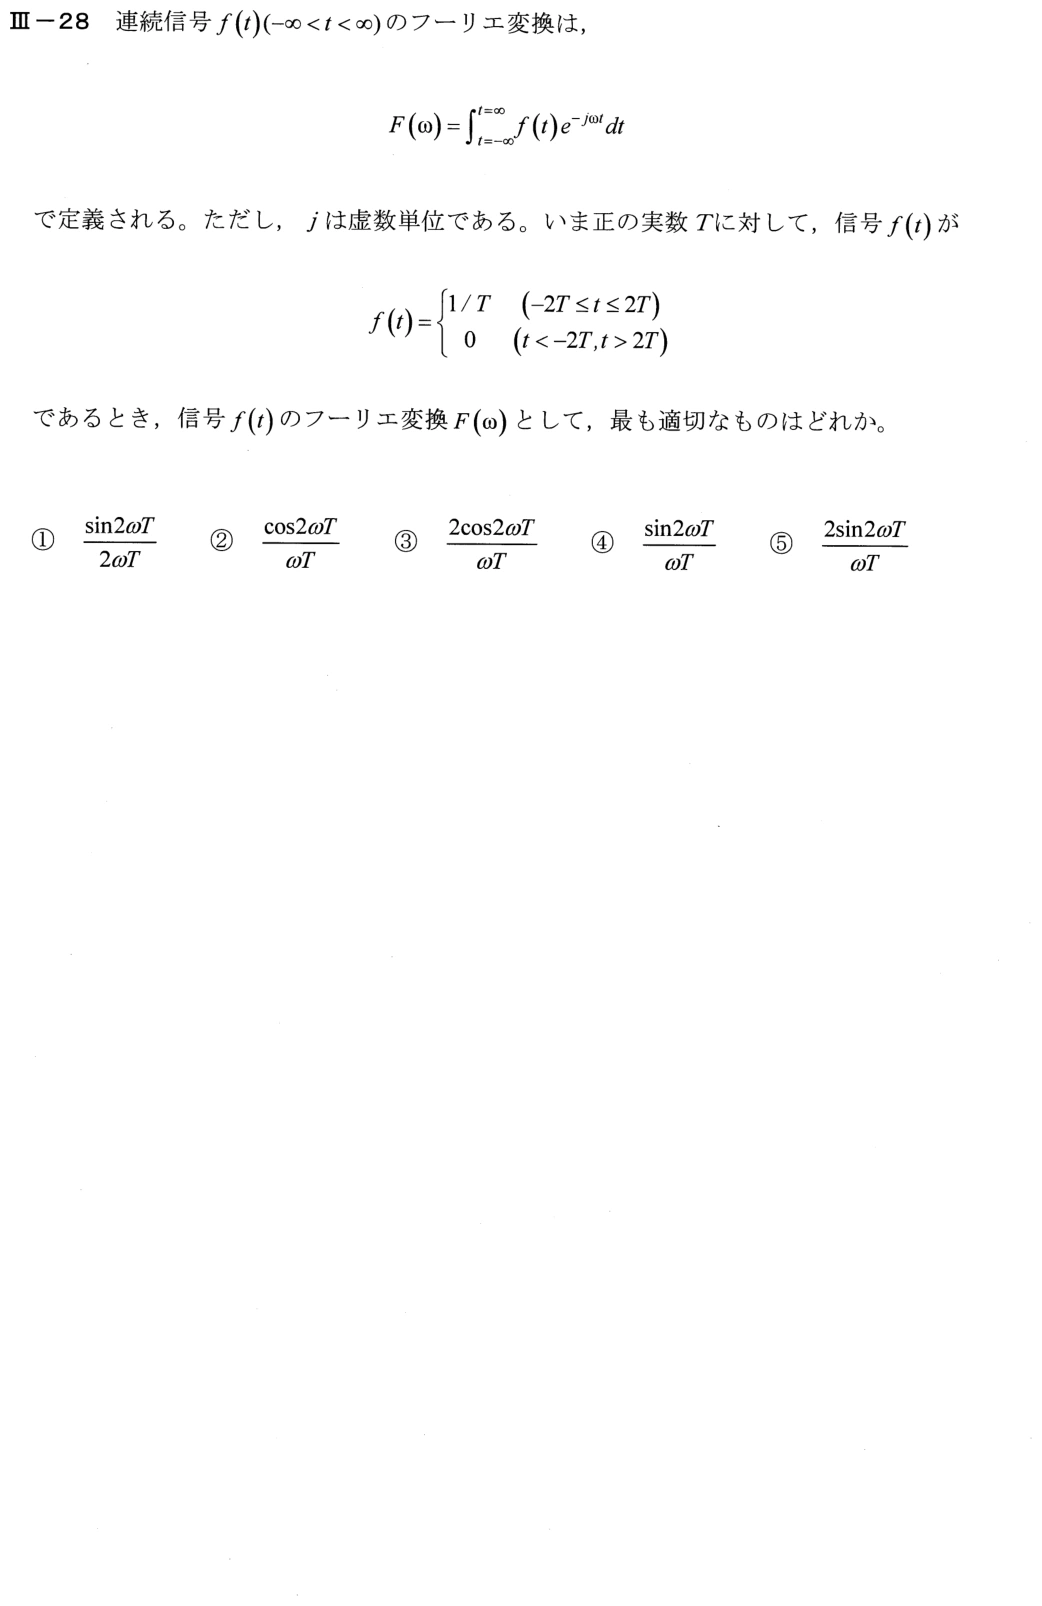 Ⅲ－28　連続信号 f(t)(−∞ < t < ∞)のフーリエ変換は，
F(ω) = ∫_{t=−∞}^{t=∞} f(t)e^{−jωt}dt
で定義される。ただし， jは虚数単位である。いま正の実数 Tに対して，信号 f(t) が
f(t) = { 1/T (−2T ≤ t ≤ 2T)
0 (t < −2T, t > 2T)
であるとき，信号 f(t) のフーリエ変換 F(ω) として，最も適切なものはどれか。
① sin2ωT / 2ωT ② cos2ωT / ωT ③ 2cos2ωT / ωT ④ sin2ωT / ωT ⑤ 2sin2ωT / ωT